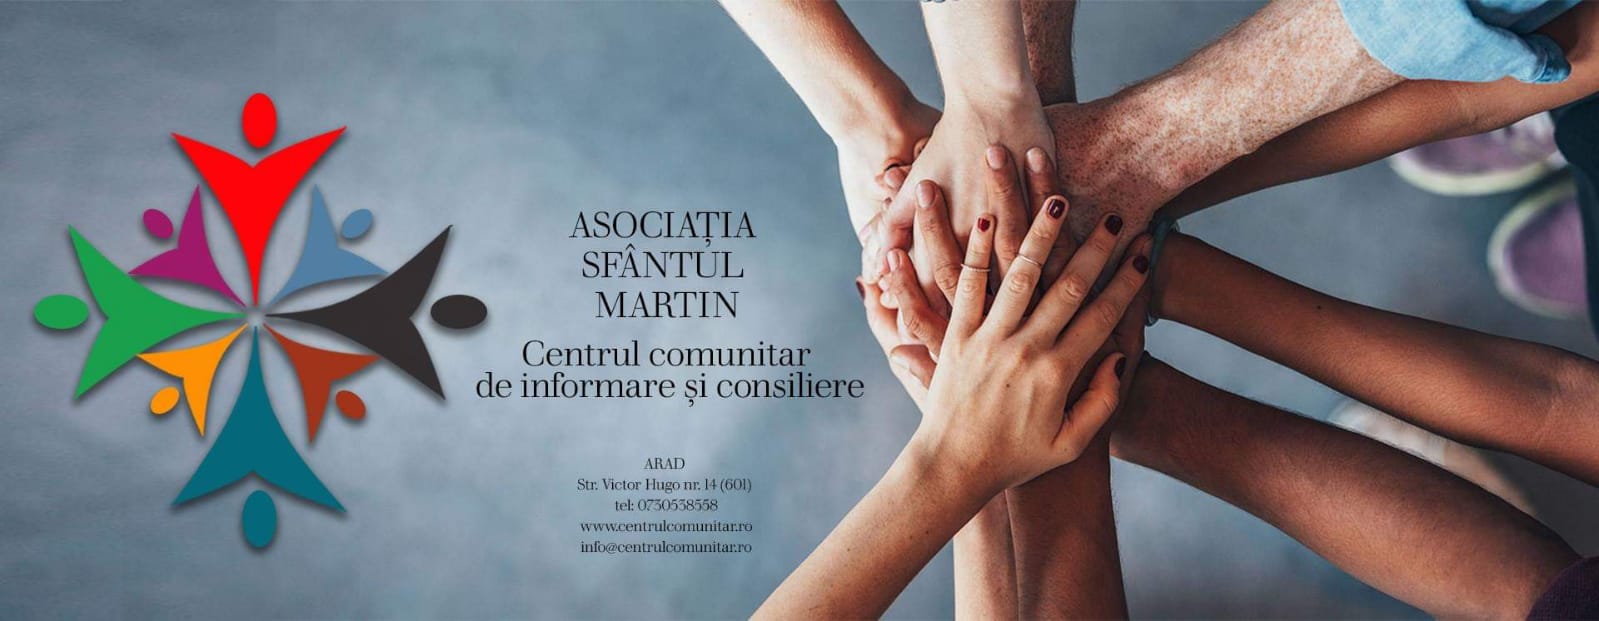 ASOCIAȚIA
SFÂNTUL
MARTIN
Centrul comunitar
de informare și consiliere
ARAD
Str. Victor Hugo nr. 14 (601)
tel: 0730538558
www.centrulcomunitar.ro
info@centrulcomunitar.ro